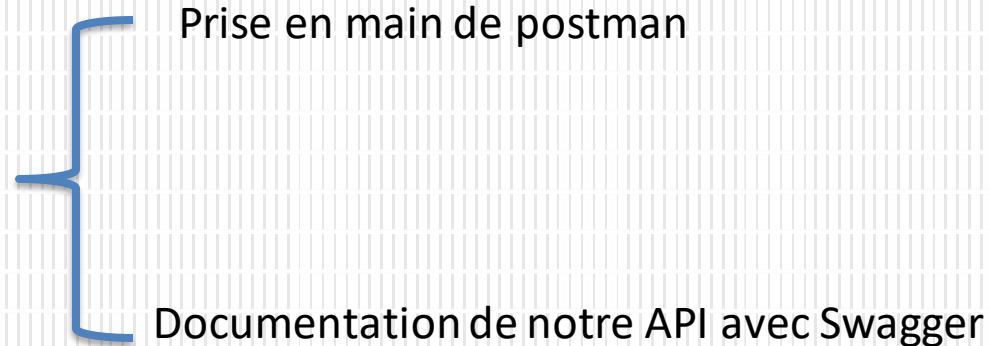 Prise en main de postman
Documentation de notre API avec Swagger